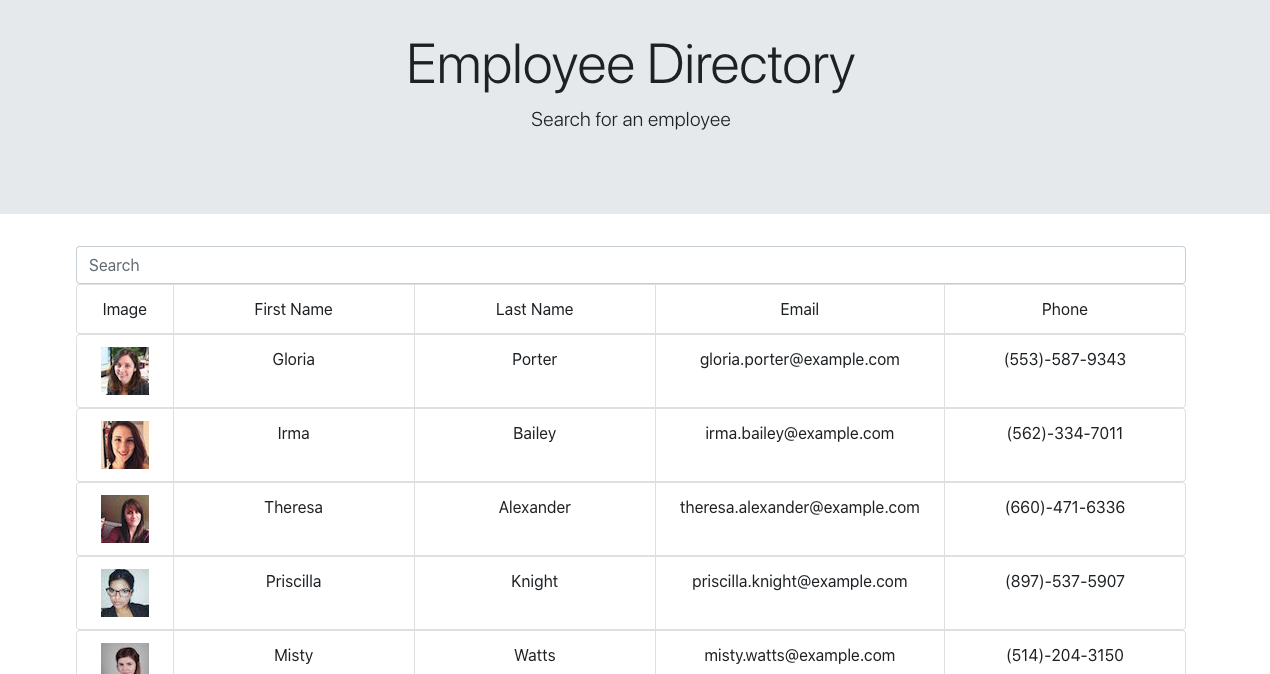 Employee Directory
Search for an employee
Search
Image First Name Last Name Email Phone
Gloria Porter gloria.porter@example.com (553)-587-9343
Irma Bailey irma.bailey@example.com (562)-334-7011
Theresa Alexander theresa.alexander@example.com (660)-471-6336
Priscilla Knight priscilla.knight@example.com (897)-537-5907
Misty Watts misty.watts@example.com (514)-204-3150